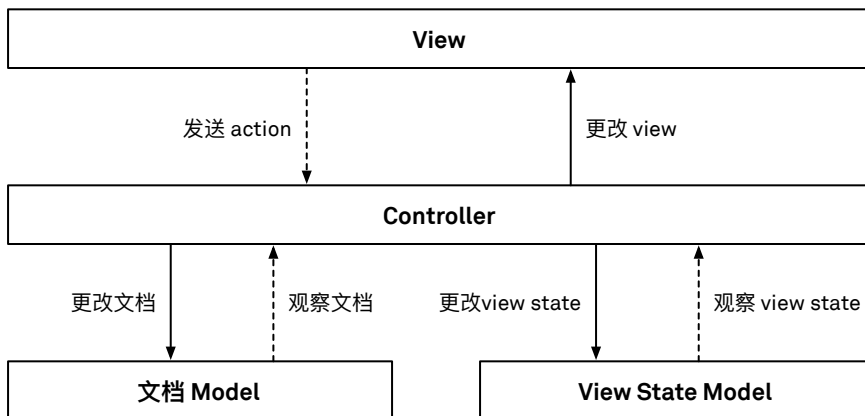 View
发送 action
更改 view
Controller
更改文档
观察文档
更改view state
观察 view state
文档 Model
View State Model